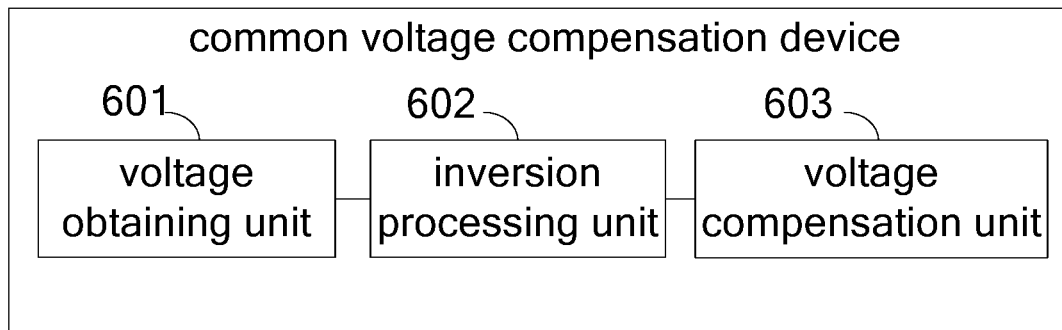 common voltage compensation device
601
602
603
voltage
obtaining unit
inversion
processing unit
voltage
compensation unit